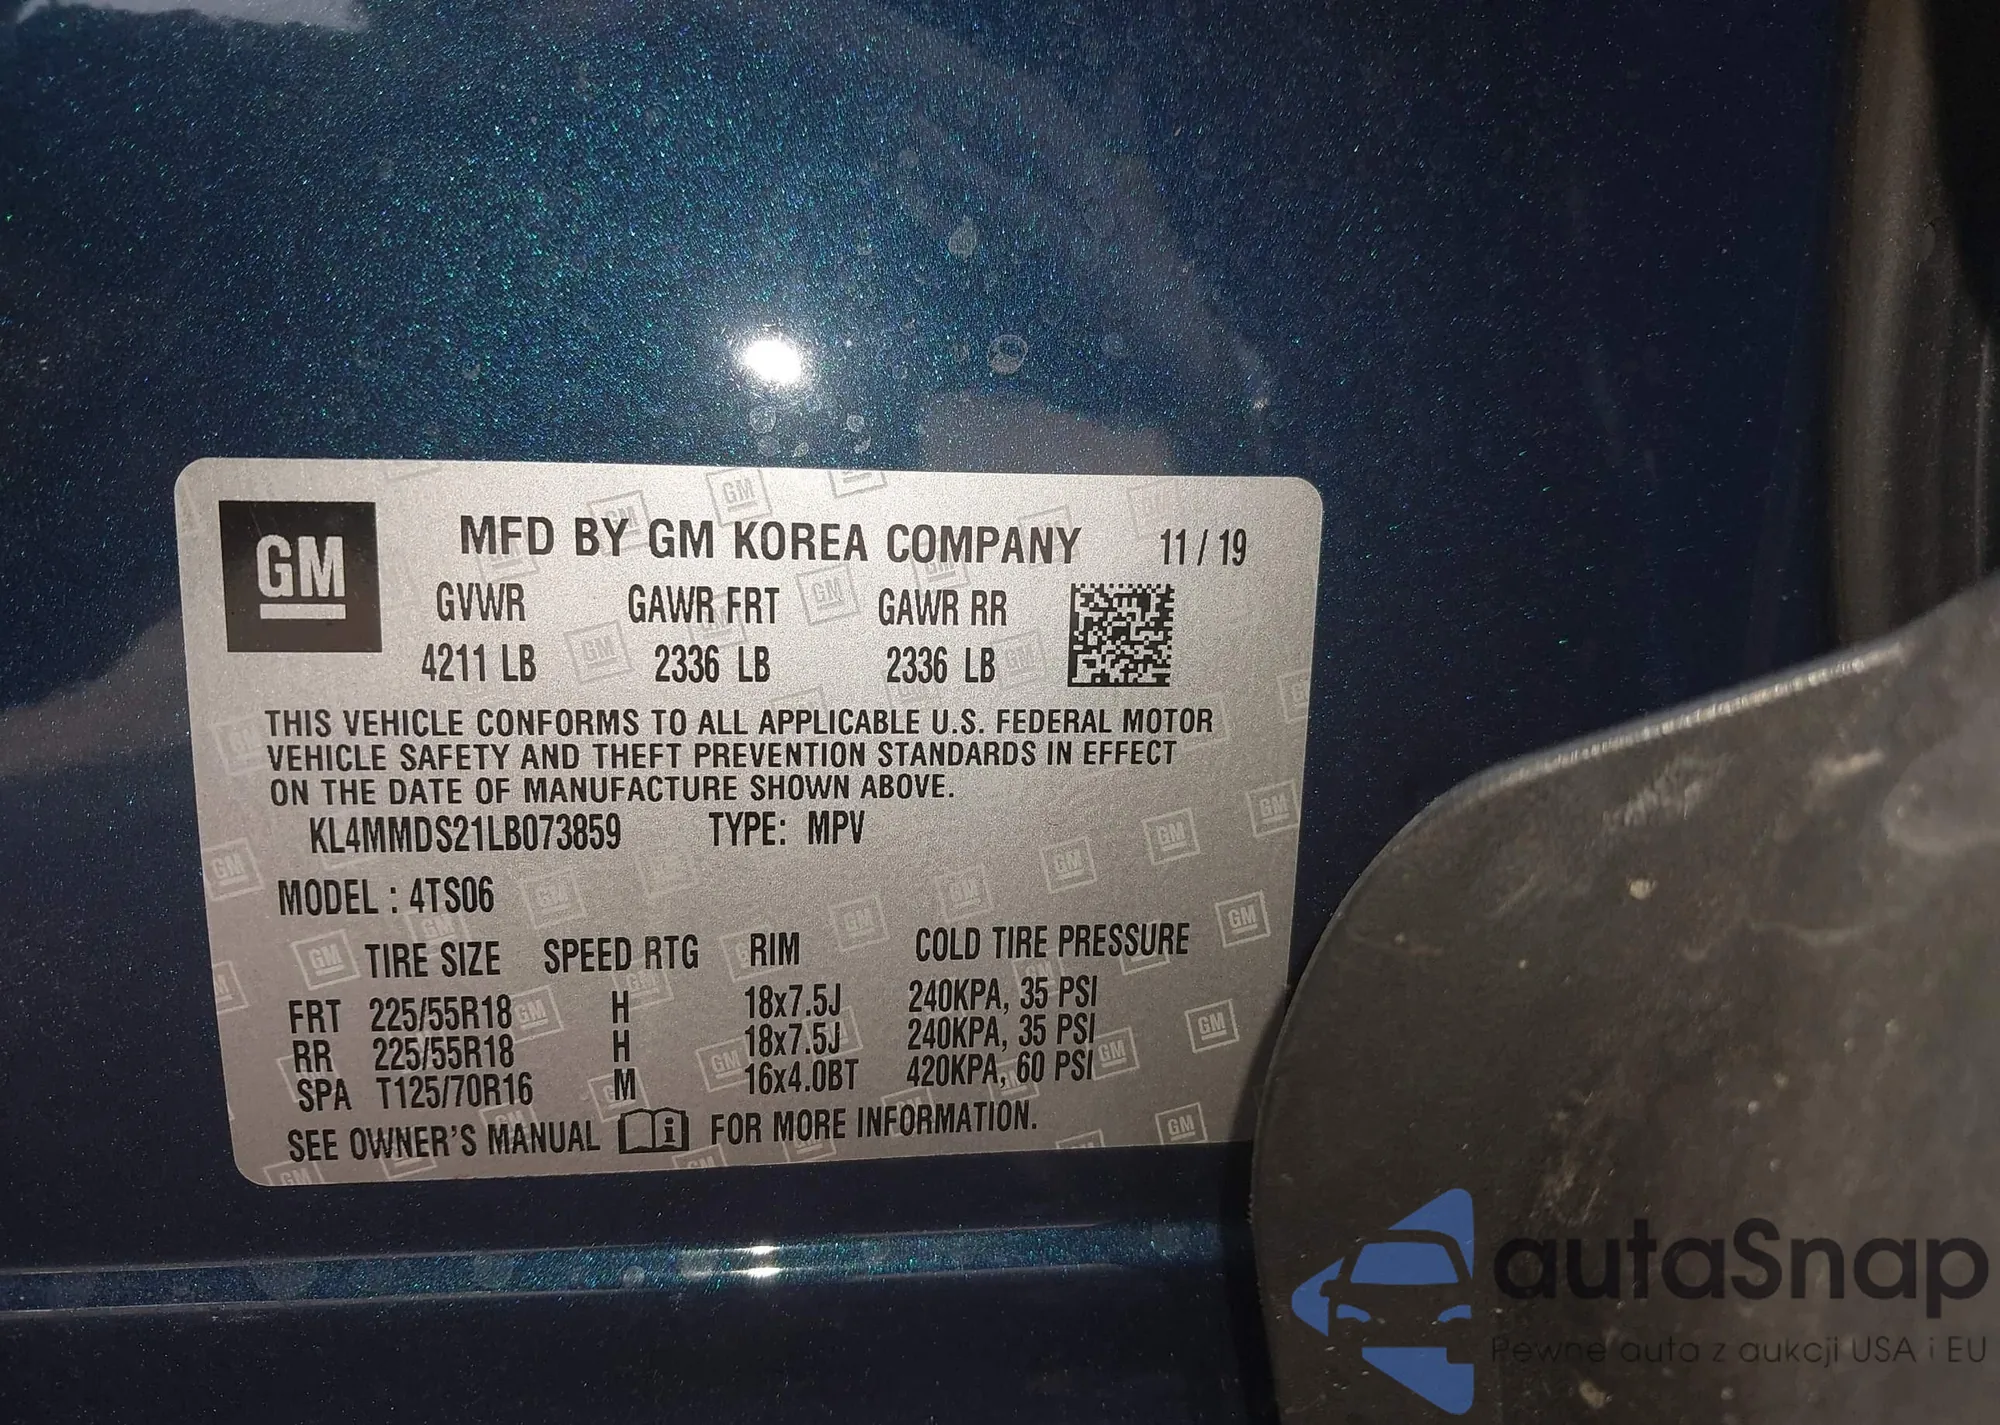 GM
MFD BY GM KOREA COMPANY 11 / 19
GVWR GAWR FRT GAWR RR
4211 LB 2336 LB 2336 LB
THIS VEHICLE CONFORMS TO ALL APPLICABLE U.S. FEDERAL MOTOR
VEHICLE SAFETY AND THEFT PREVENTION STANDARDS IN EFFECT
ON THE DATE OF MANUFACTURE SHOWN ABOVE.
KL4MMDS21LB073859 TYPE: MPV
MODEL : 4TS06
TIRE SIZE SPEED RTG RIM COLD TIRE PRESSURE
FRT 225/55R18 H 18x7.5J 240KPA, 35 PSI
RR 225/55R18 H 18x7.5J 240KPA, 35 PSI
SPA T125/70R16 M 16x4.0BT 420KPA, 60 PSI
SEE OWNER'S MANUAL i FOR MORE INFORMATION.
autaSnap
Pewne auta z aukcji USA i EU